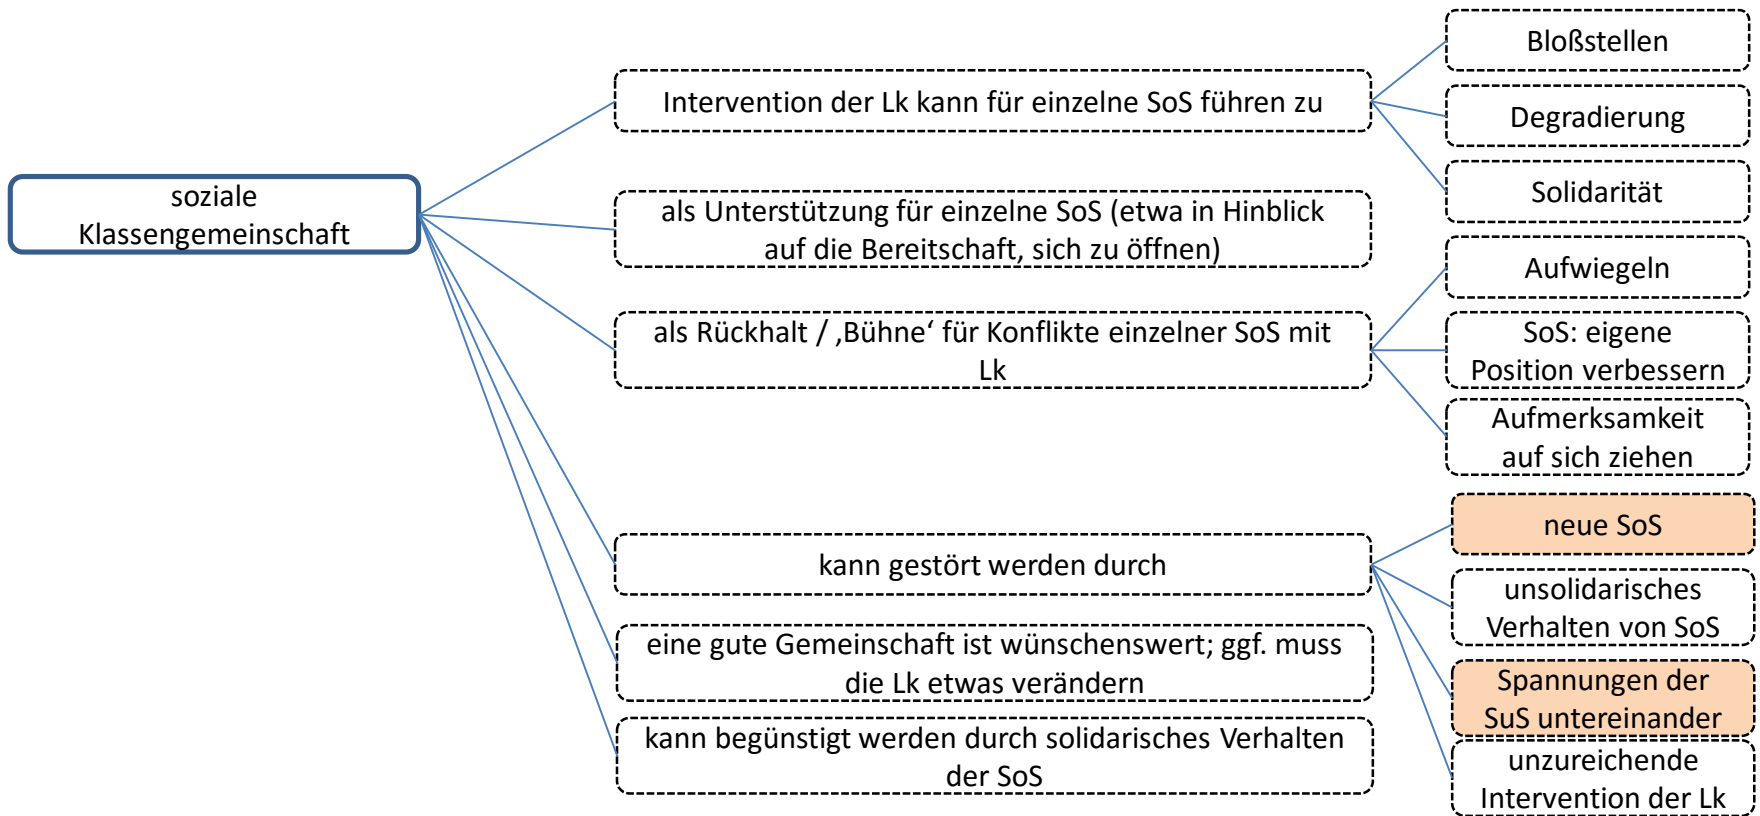 soziale
Klassengemeinschaft
Intervention der Lk kann für einzelne SoS führen zu
Bloßstellen
Degradierung
Solidarität
als Unterstützung für einzelne SoS (etwa in Hinblick
auf die Bereitschaft, sich zu öffnen)
als Rückhalt / ‚Bühne‘ für Konflikte einzelner SoS mit
Lk
Aufwiegeln
SoS: eigene
Position verbessern
Aufmerksamkeit
auf sich ziehen
kann gestört werden durch
neue SoS
unsolidarisches
Verhalten von SoS
Spannungen der
SuS untereinander
unzureichende
Intervention der Lk
eine gute Gemeinschaft ist wünschenswert; ggf. muss
die Lk etwas verändern
kann begünstigt werden durch solidarisches Verhalten
der SoS